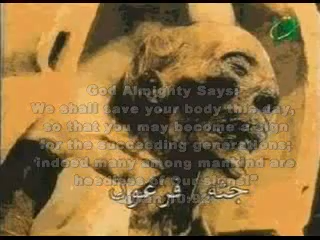 God Almighty Says:
We shall save your body this day,
so that you may become a sign
for the succeeding generations;
indeed many among mankind are
heedless of Our signs!"
جثة فرعون